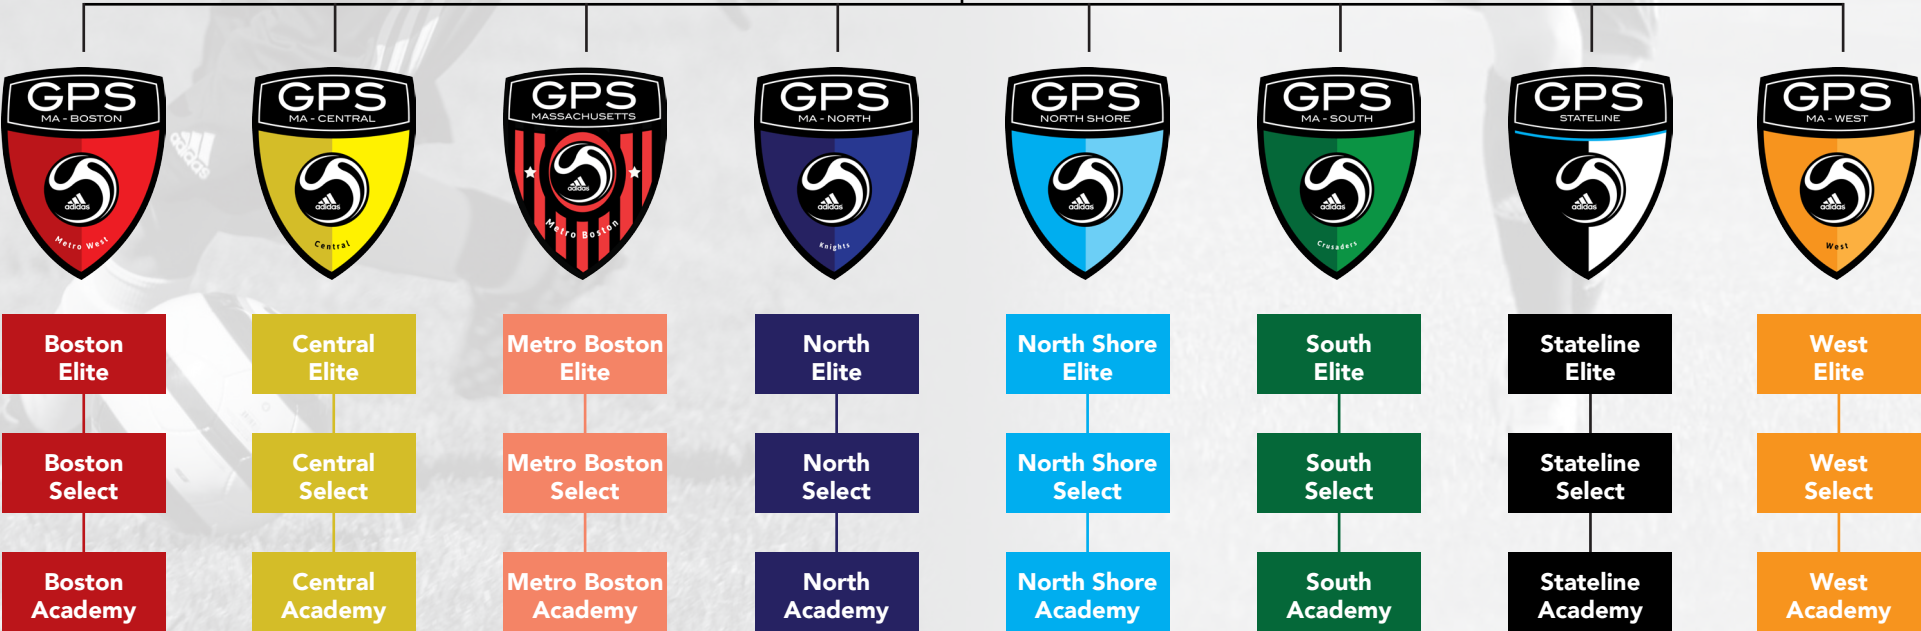 GPS
MA - BOSTON
adidas
Metro West
GPS
MA - CENTRAL
adidas
Central
GPS
MASSACHUSETTS
adidas
Metro Boston
GPS
MA - NORTH
adidas
Knights
GPS
NORTH SHORE
adidas
GPS
MA - SOUTH
adidas
Crusaders
GPS
STATELINE
adidas
GPS
MA - WEST
adidas
West
adidas
Boston
Elite
Central
Elite
Metro Boston
Elite
North
Elite
North Shore
Elite
South
Elite
Stateline
Elite
West
Elite
Boston
Select
Central
Select
Metro Boston
Select
North
Select
North Shore
Select
South
Select
Stateline
Select
West
Select
Boston
Academy
Central
Academy
Metro Boston
Academy
North
Academy
North Shore
Academy
South
Academy
Stateline
Academy
West
Academy